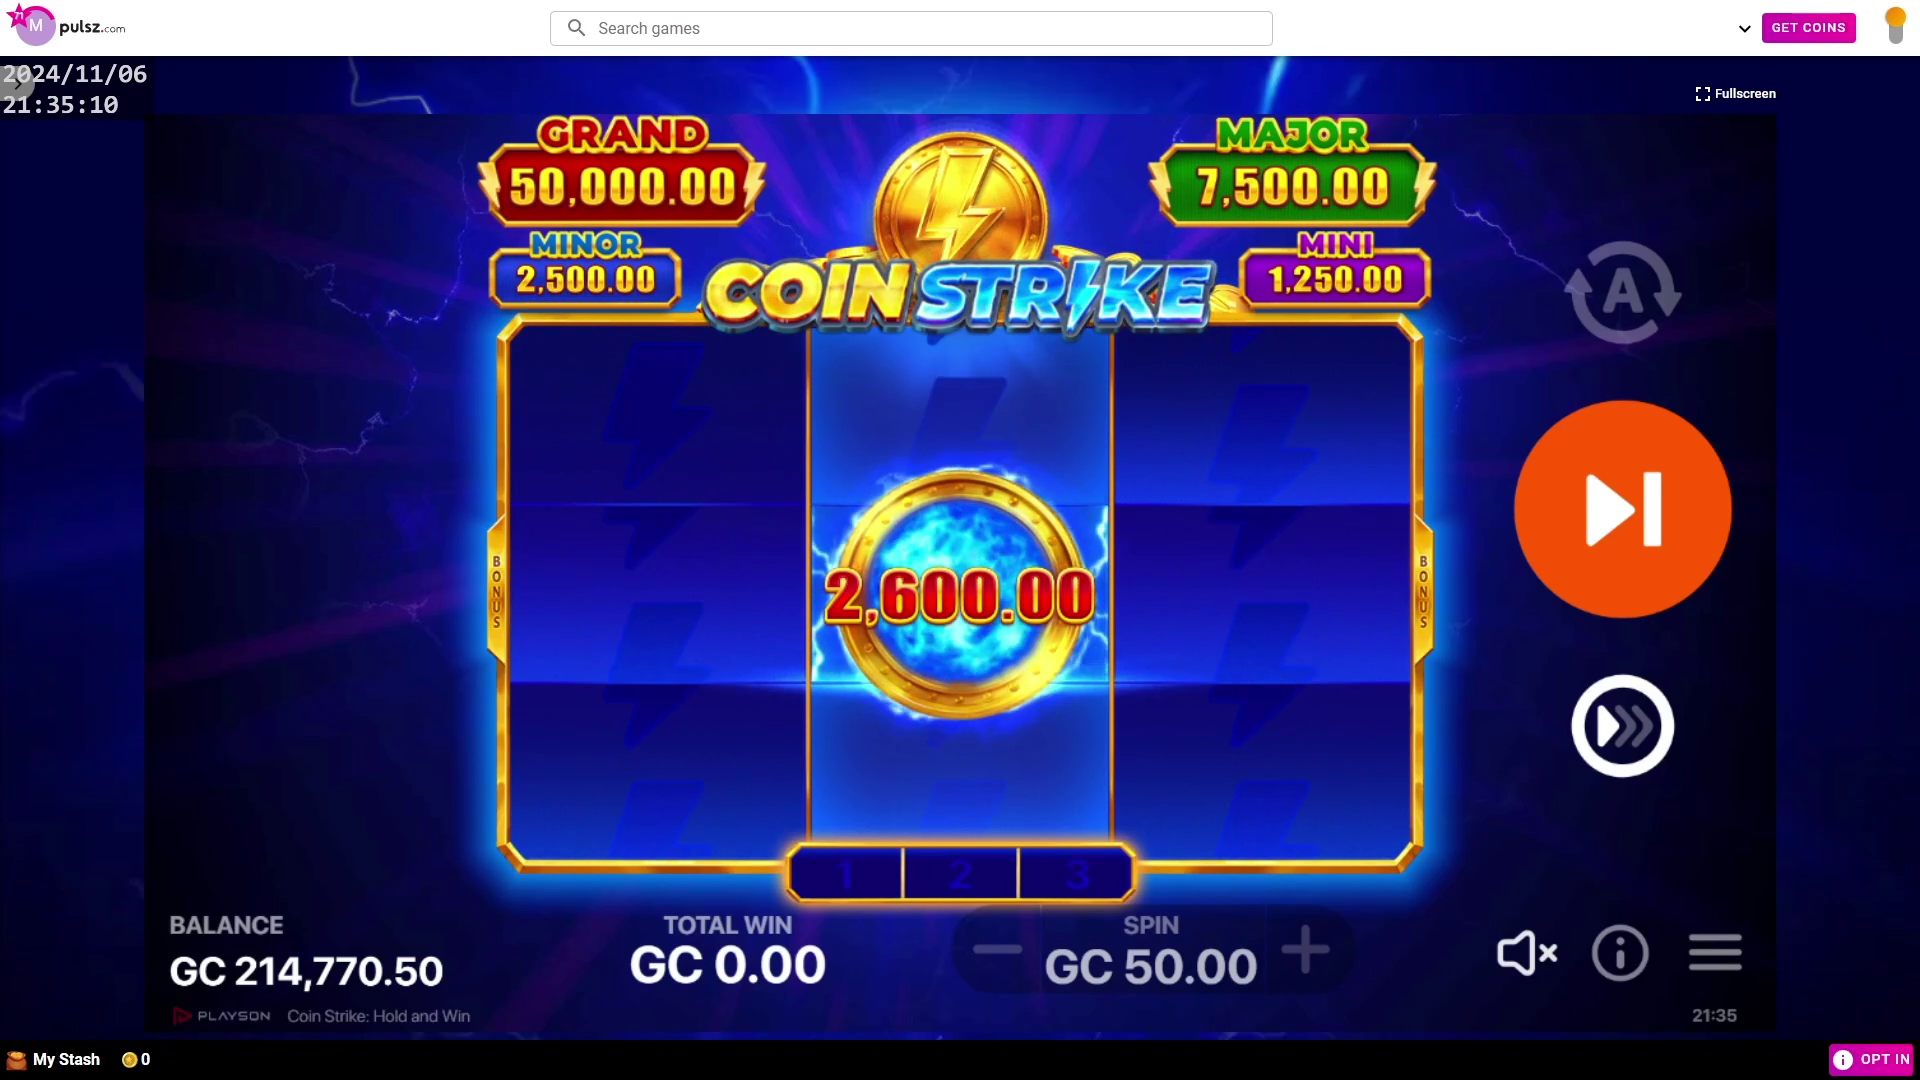 71
M
pulsz.com
Search games
GET COINS
2024/11/06
21:35:10
Fullscreen
GRAND
50,000.00
MAJOR
7,500.00
MINOR
2,500.00
MINI
1,250.00
COIN STRIKE
A
BONUS
2,600.00
BONUS
1 2 3
BALANCE
GC 214,770.50
TOTAL WIN
GC 0.00
SPIN
GC 50.00
PLAYSON Coin Strike: Hold and Win
21:35
My Stash 0
OPT IN